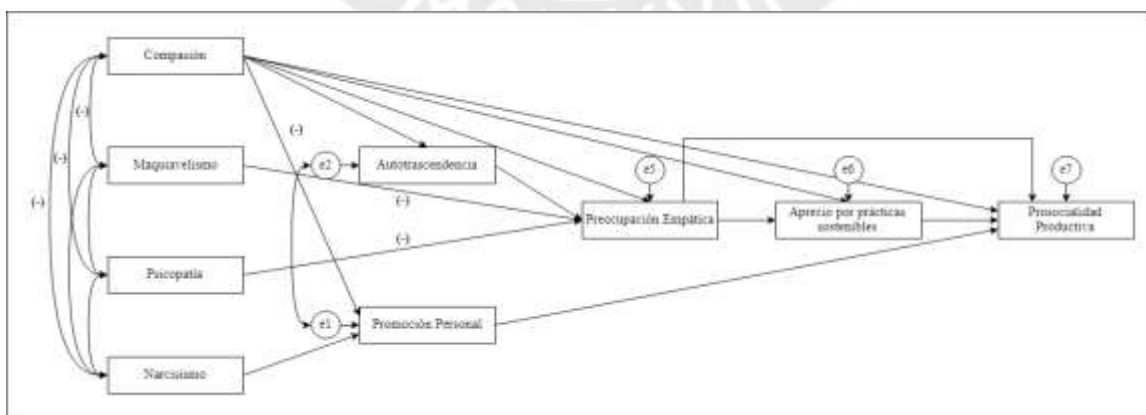 Compasión
(-)
(-)
Maquiavelismo
e2
Autotrascendencia
e5
e6
e7
(-)
(-)
(-)
Preocupación Empática
Aprecio por prácticas
sostenibles
Prosocialidad
Productiva
(-)
Psicopatía
e1
Promoción Personal
Narcisismo